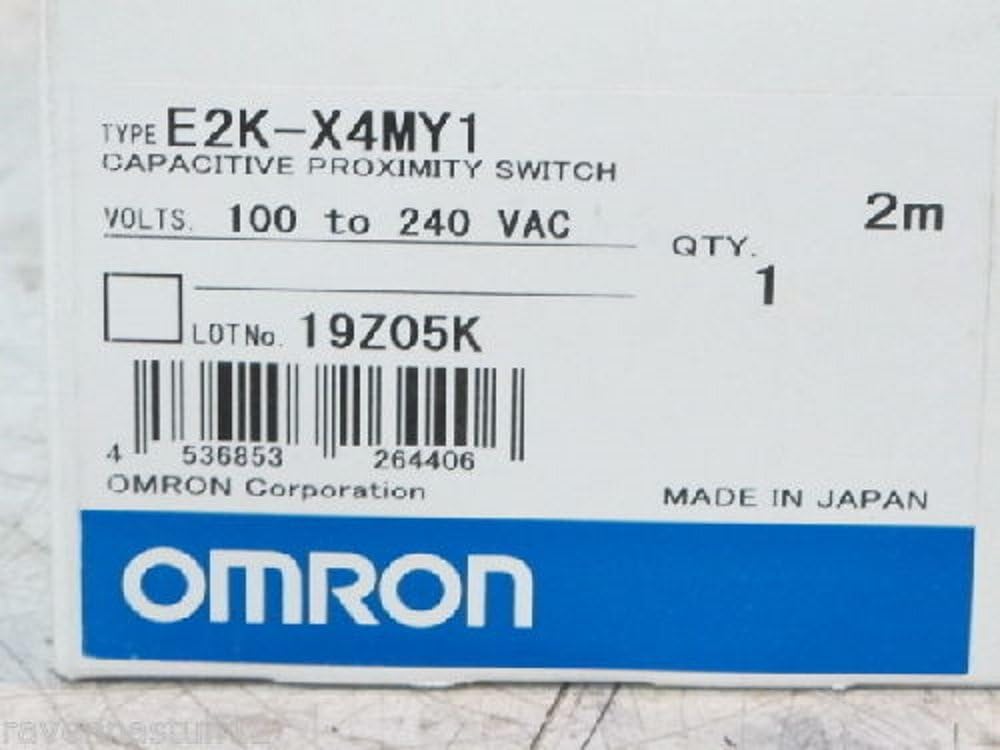 TYPE E2K-X4MY1
CAPACITIVE PROXIMITY SWITCH
VOLTS. 100 to 240 VAC
2m
QTY.
1
LOT No. 19Z05K
4 536853 264406
OMRON Corporation
MADE IN JAPAN
OMRON